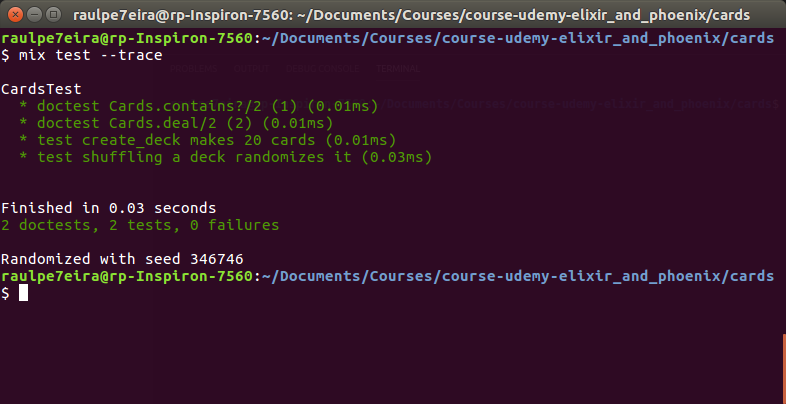 raulpe7eira@rp-Inspiron-7560: ~/Documents/Courses/course-udemy-elixir_and_phoenix/cards
raulpe7eira@rp-Inspiron-7560:~/Documents/Courses/course-udemy-elixir_and_phoenix/cards
$ mix test --trace
CardsTest
* doctest Cards.contains?/2 (1) (0.01ms)
* doctest Cards.deal/2 (2) (0.01ms)
* test create_deck makes 20 cards (0.01ms)
* test shuffling a deck randomizes it (0.03ms)
Finished in 0.03 seconds
2 doctests, 2 tests, 0 failures
Randomized with seed 346746
raulpe7eira@rp-Inspiron-7560:~/Documents/Courses/course-udemy-elixir_and_phoenix/cards
$